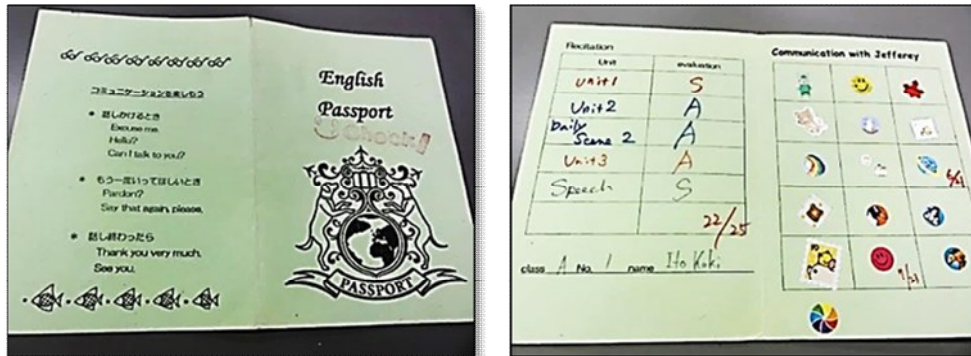 コミュニケーションを楽しもう
* 話しかけるとき
Excuse me.
Hello?
Can I talk to you?
* もう一度いってほしいとき
Pardon?
Say that again, please.
* 話し終わったら
Thank you very much.
See you.
English
Passport
Check!
PASSPORT
Recitation
Unit evaluation
Unit1 S
Unit2 A
Daily Scene 2 A
Unit3 A
Speech S
22/25
class A No. 1 name Ito Koki
Communication with Jefferey